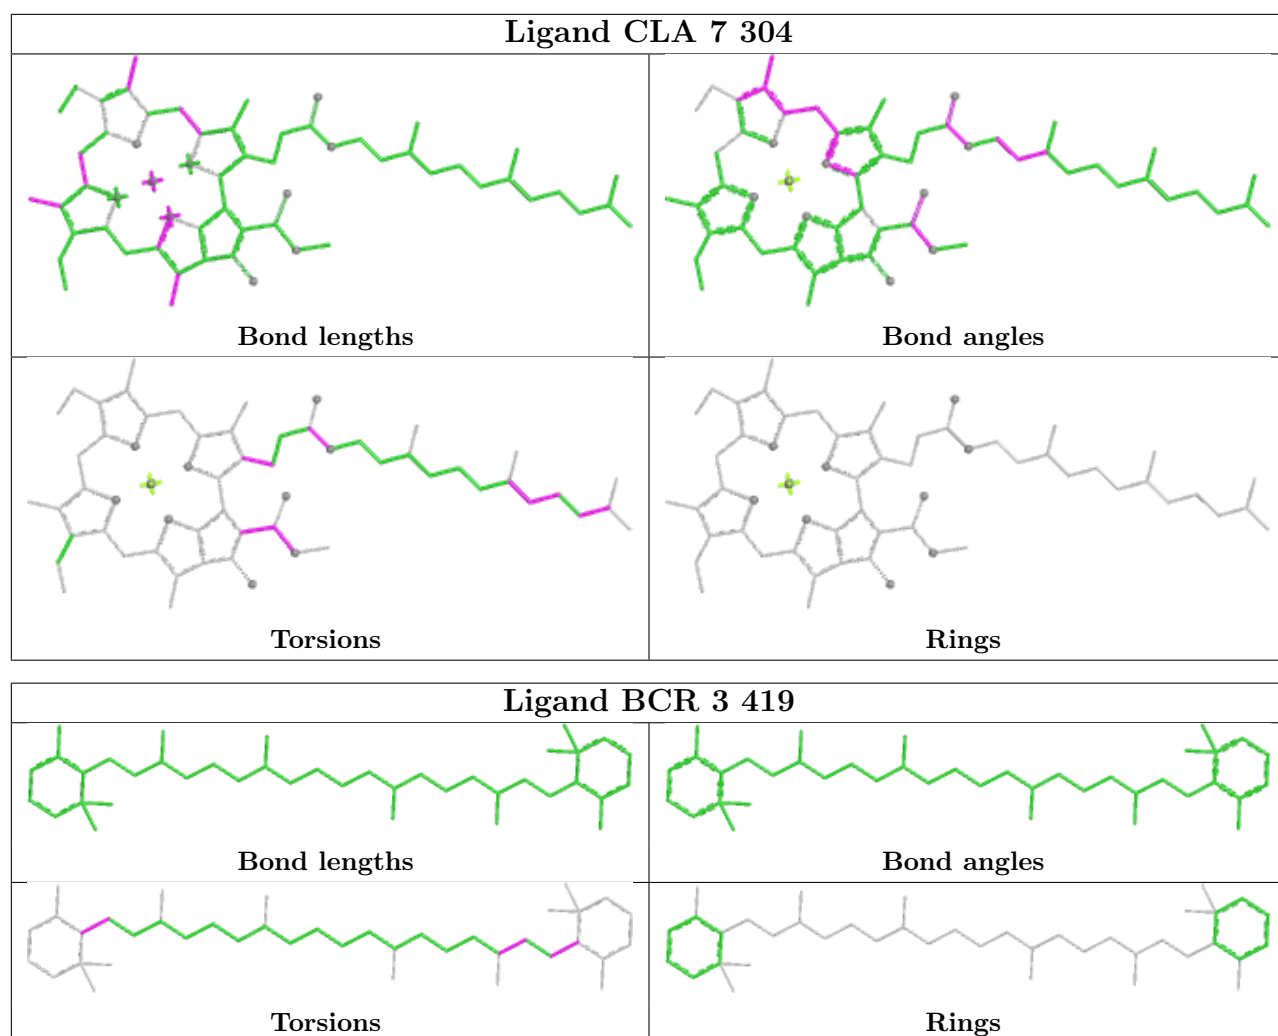 Ligand CLA 7 304
Bond lengths
Bond angles
Torsions
Rings
Ligand BCR 3 419
Bond lengths
Bond angles
Torsions
Rings